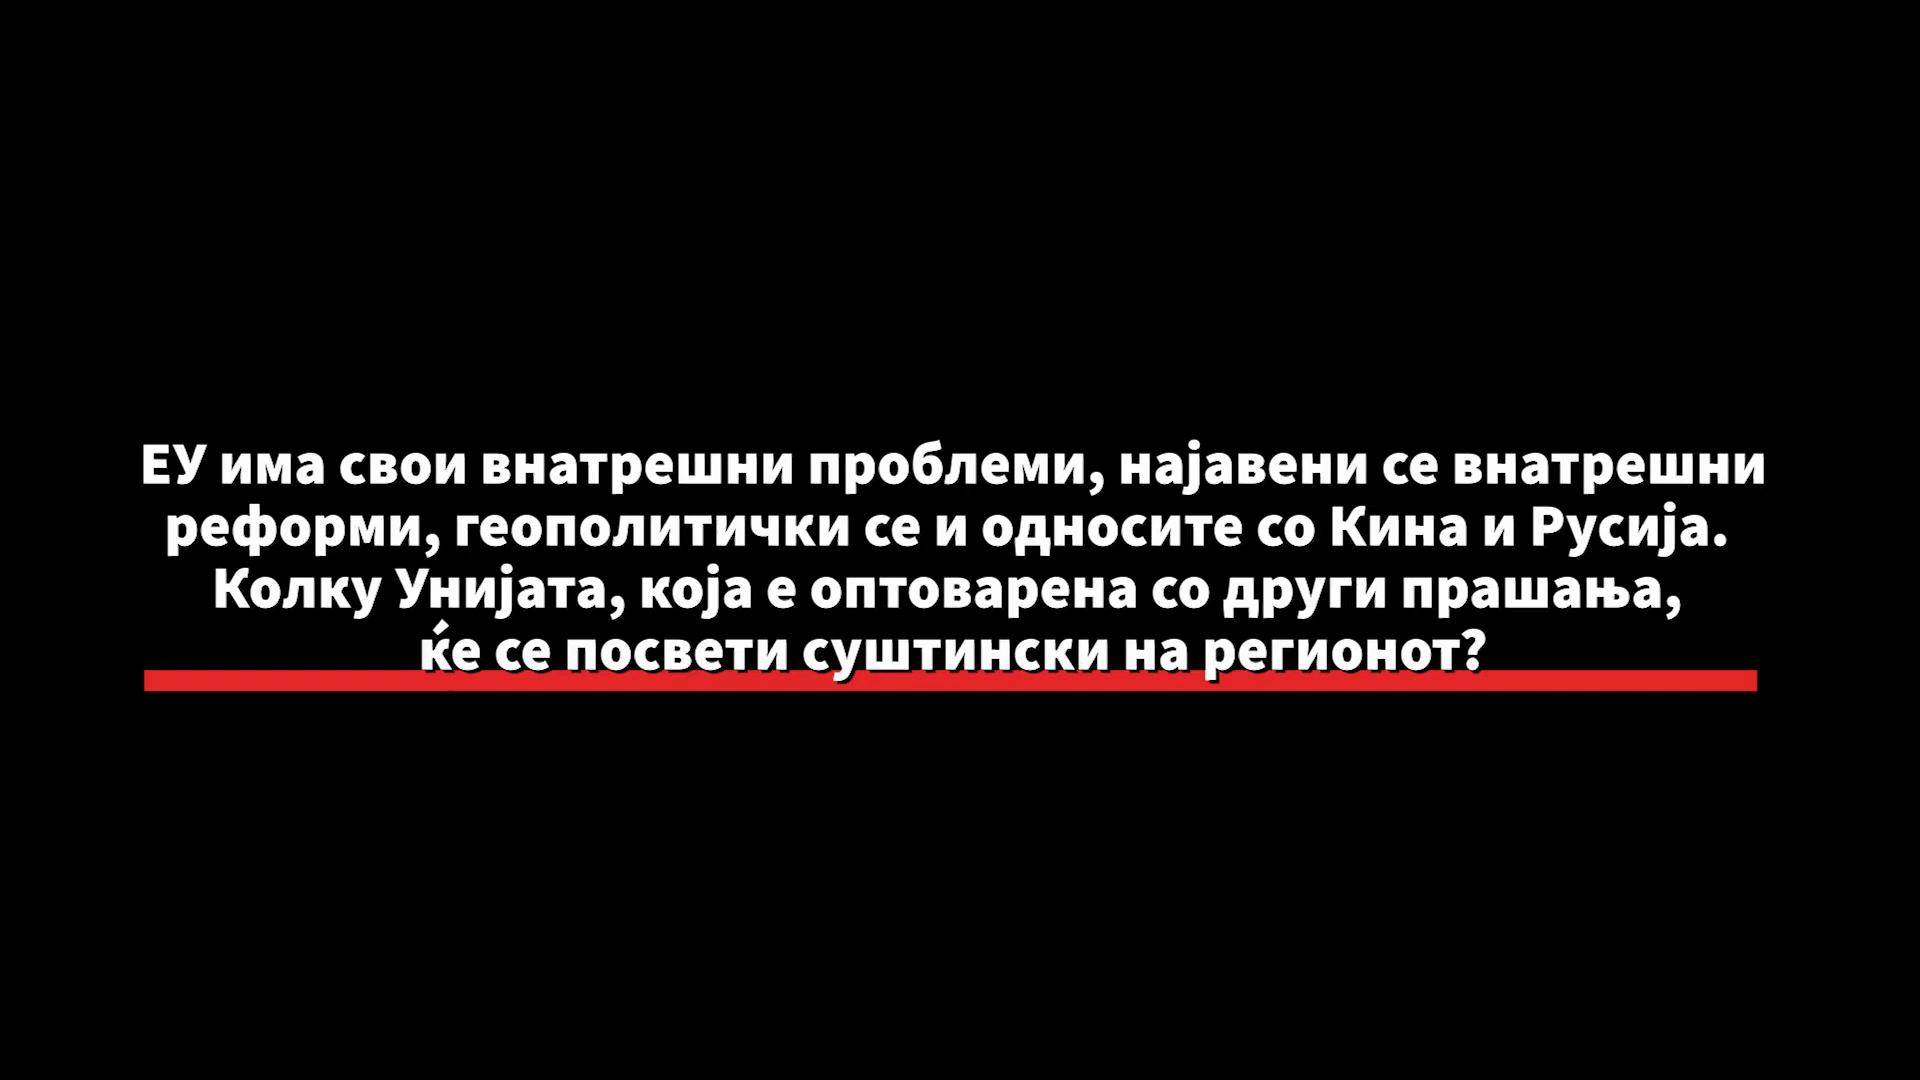 ЕУ има свои внатрешни проблеми, најавени се внатрешни
реформи, геополитички се и односите со Кина и Русија.
Колку Унијата, која е оптоварена со други прашања,
ќе се посвети суштински на регионот?